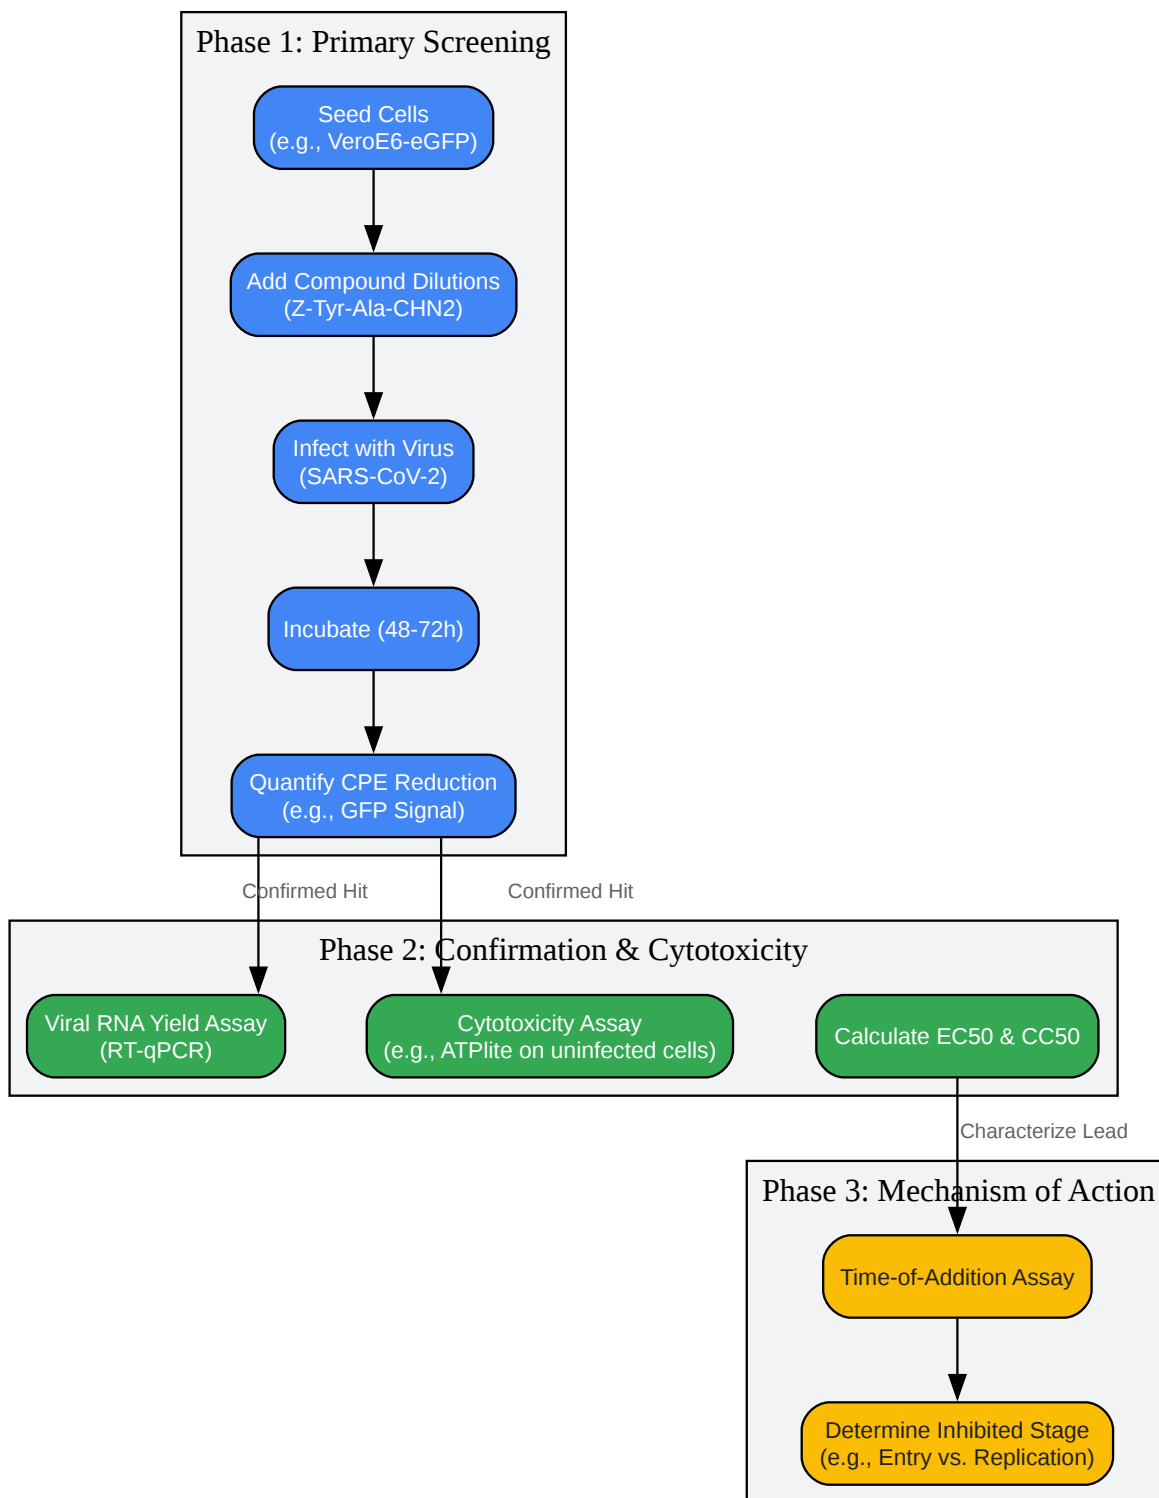 Phase 1: Primary Screening
Seed Cells
(e.g., VeroE6-eGFP)
Add Compound Dilutions
(Z-Tyr-Ala-CHN2)
Infect with Virus
(SARS-CoV-2)
Incubate (48-72h)
Quantify CPE Reduction
(e.g., GFP Signal)
Confirmed Hit
Confirmed Hit
Phase 2: Confirmation & Cytotoxicity
Viral RNA Yield Assay
(RT-qPCR)
Cytotoxicity Assay
(e.g., ATPlite on uninfected cells)
Calculate EC50 & CC50
Characterize Lead
Phase 3: Mechanism of Action
Time-of-Addition Assay
Determine Inhibited Stage
(e.g., Entry vs. Replication)